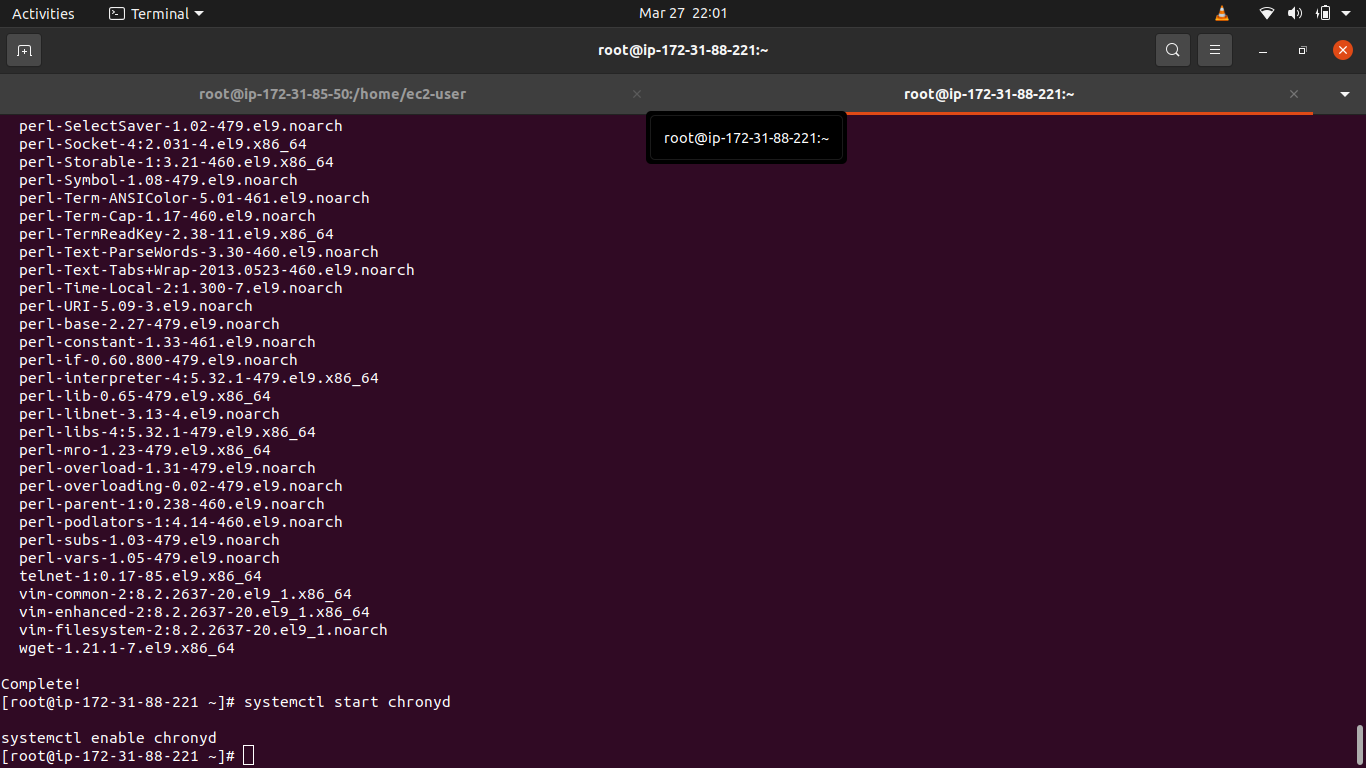 Activities
Terminal
Mar 27 22:01
root@ip-172-31-88-221:~
root@ip-172-31-85-50:/home/ec2-user
root@ip-172-31-88-221:~
root@ip-172-31-88-221:~
perl-SelectSaver-1.02-479.el9.noarch
perl-Socket-4:2.031-4.el9.x86_64
perl-Storable-1:3.21-460.el9.x86_64
perl-Symbol-1.08-479.el9.noarch
perl-Term-ANSIColor-5.01-461.el9.noarch
perl-Term-Cap-1.17-460.el9.noarch
perl-TermReadKey-2.38-11.el9.x86_64
perl-Text-ParseWords-3.30-460.el9.noarch
perl-Text-Tabs+Wrap-2013.0523-460.el9.noarch
perl-Time-Local-2:1.300-7.el9.noarch
perl-URI-5.09-3.el9.noarch
perl-base-2.27-479.el9.noarch
perl-constant-1.33-461.el9.noarch
perl-if-0.60.800-479.el9.noarch
perl-interpreter-4:5.32.1-479.el9.x86_64
perl-lib-0.65-479.el9.x86_64
perl-libnet-3.13-4.el9.noarch
perl-libs-4:5.32.1-479.el9.x86_64
perl-mro-1.23-479.el9.x86_64
perl-overload-1.31-479.el9.noarch
perl-overloading-0.02-479.el9.noarch
perl-parent-1:0.238-460.el9.noarch
perl-podlators-1:4.14-460.el9.noarch
perl-subs-1.03-479.el9.noarch
perl-vars-1.05-479.el9.noarch
telnet-1:0.17-85.el9.x86_64
vim-common-2:8.2.2637-20.el9_1.x86_64
vim-enhanced-2:8.2.2637-20.el9_1.x86_64
vim-filesystem-2:8.2.2637-20.el9_1.noarch
wget-1.21.1-7.el9.x86_64
Complete!
[root@ip-172-31-88-221 ~]# systemctl start chronyd
systemctl enable chronyd
[root@ip-172-31-88-221 ~]#